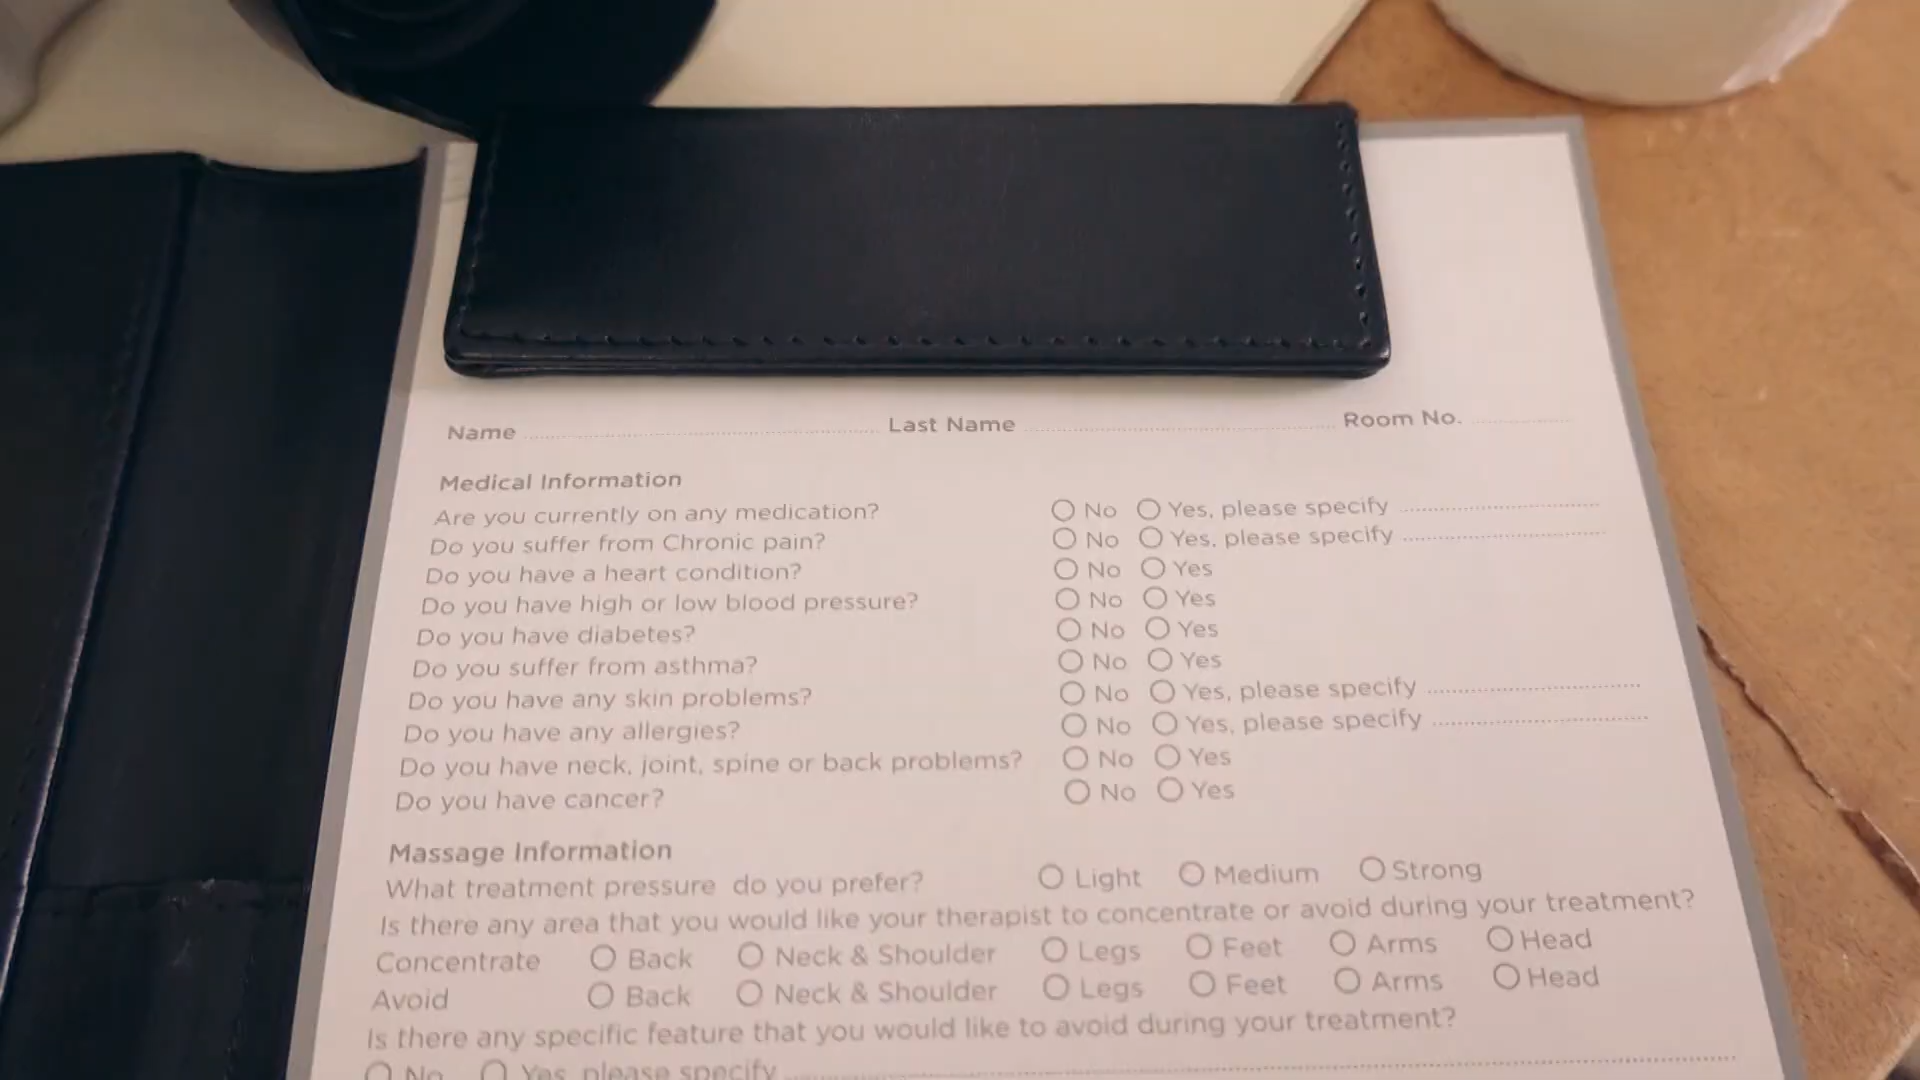 Name ........ Last Name ........ Room No. ........
Medical Information
Are you currently on any medication? No Yes, please specify ........
Do you suffer from Chronic pain? No Yes, please specify ........
Do you have a heart condition? No Yes
Do you have high or low blood pressure? No Yes
Do you have diabetes? No Yes
Do you suffer from asthma? No Yes
Do you have any skin problems? No Yes, please specify ........
Do you have any allergies? No Yes, please specify ........
Do you have neck, joint, spine or back problems? No Yes
Do you have cancer? No Yes
Massage Information
What treatment pressure do you prefer? Light Medium Strong
Is there any area that you would like your therapist to concentrate or avoid during your treatment?
Concentrate Back Neck & Shoulder Legs Feet Arms Head
Avoid Back Neck & Shoulder Legs Feet Arms Head
Is there any specific feature that you would like to avoid during your treatment?
No Yes, please specify ........